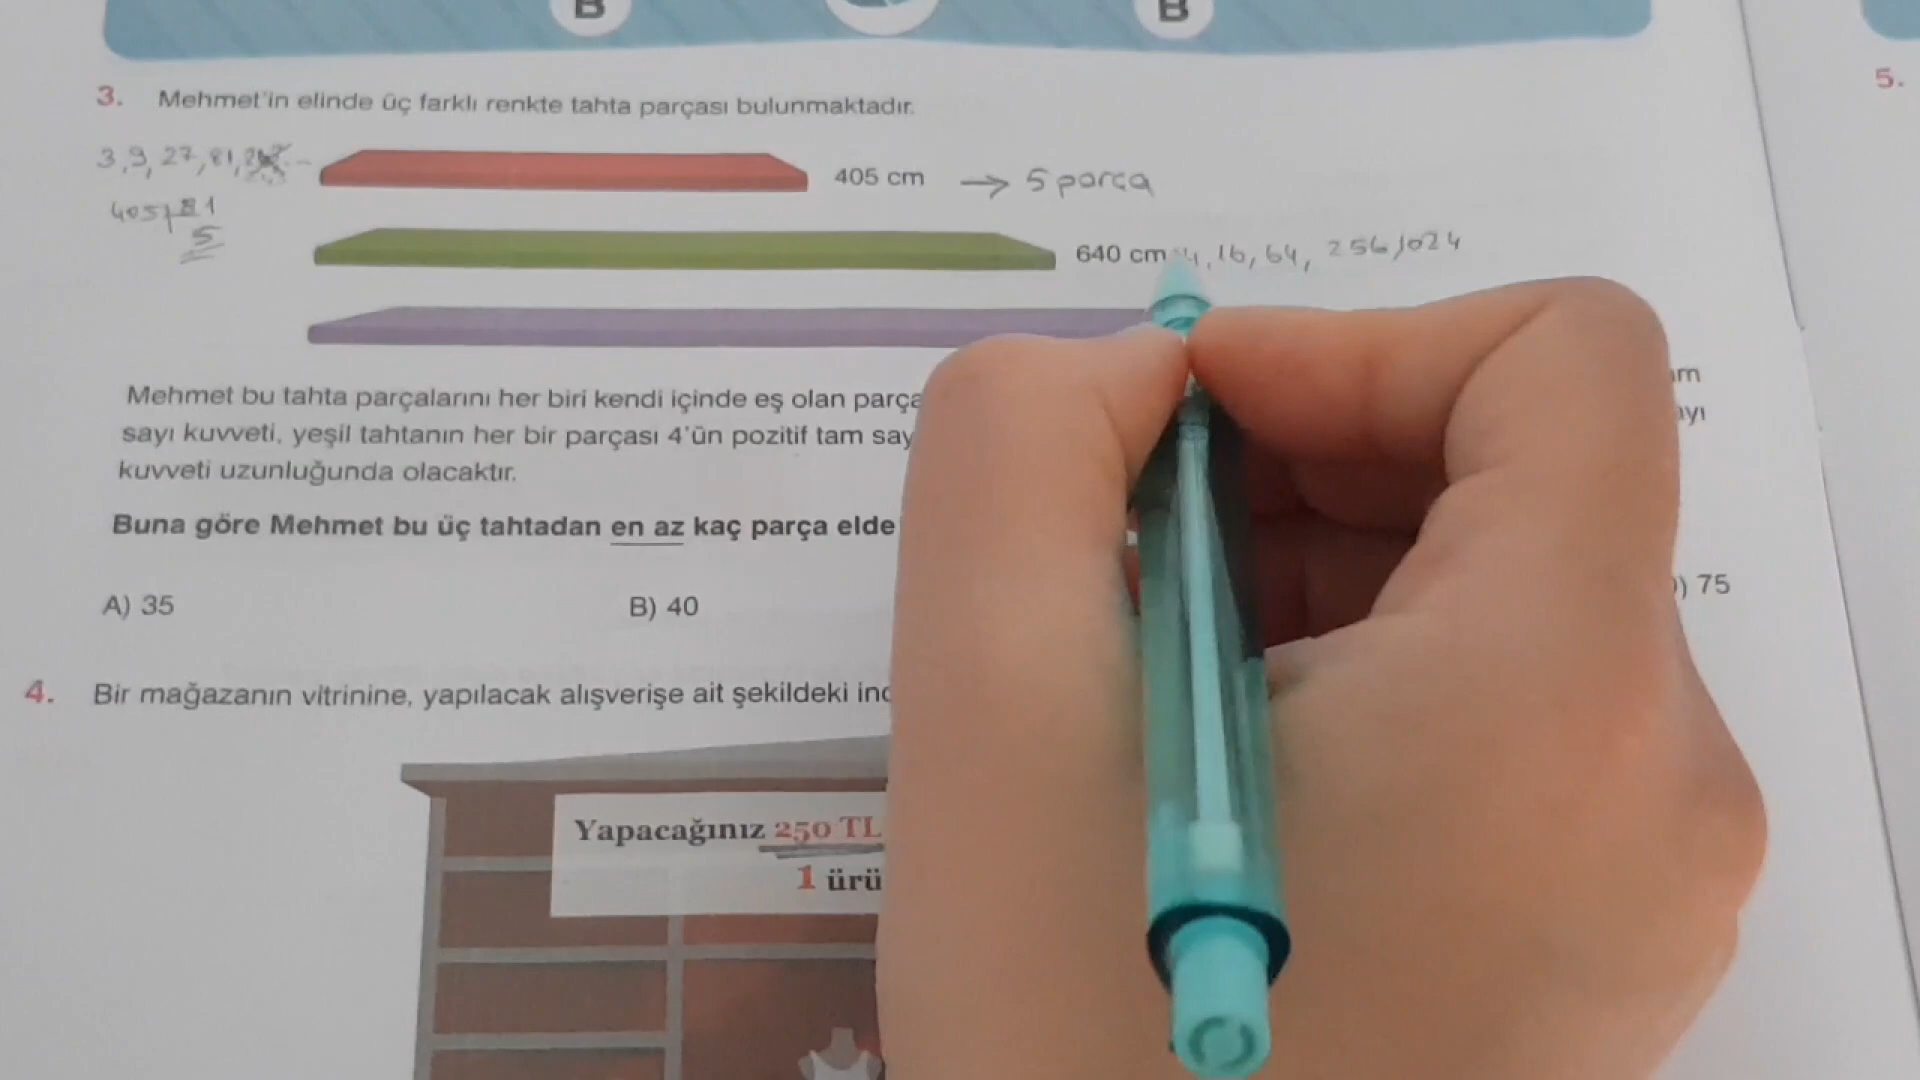 B B
5.
3. Mehmet'in elinde üç farklı renkte tahta parçası bulunmaktadır.
3, 9, 27, 81,
405 cm → 5 parça
405 81
5
640 cm 4, 16, 64, 256, 1024
Mehmet bu tahta parçalarını her biri kendi içinde eş olan parça
sayı kuvveti, yeşil tahtanın her bir parçası 4'ün pozitif tam say
kuvveti uzunluğunda olacaktır.
Buna göre Mehmet bu üç tahtadan en az kaç parça elde
A) 35 B) 40 ) 75
4. Bir mağazanın vitrinine, yapılacak alışverişe ait şekildeki ind
Yapacağınız 250 TL
1 ürü